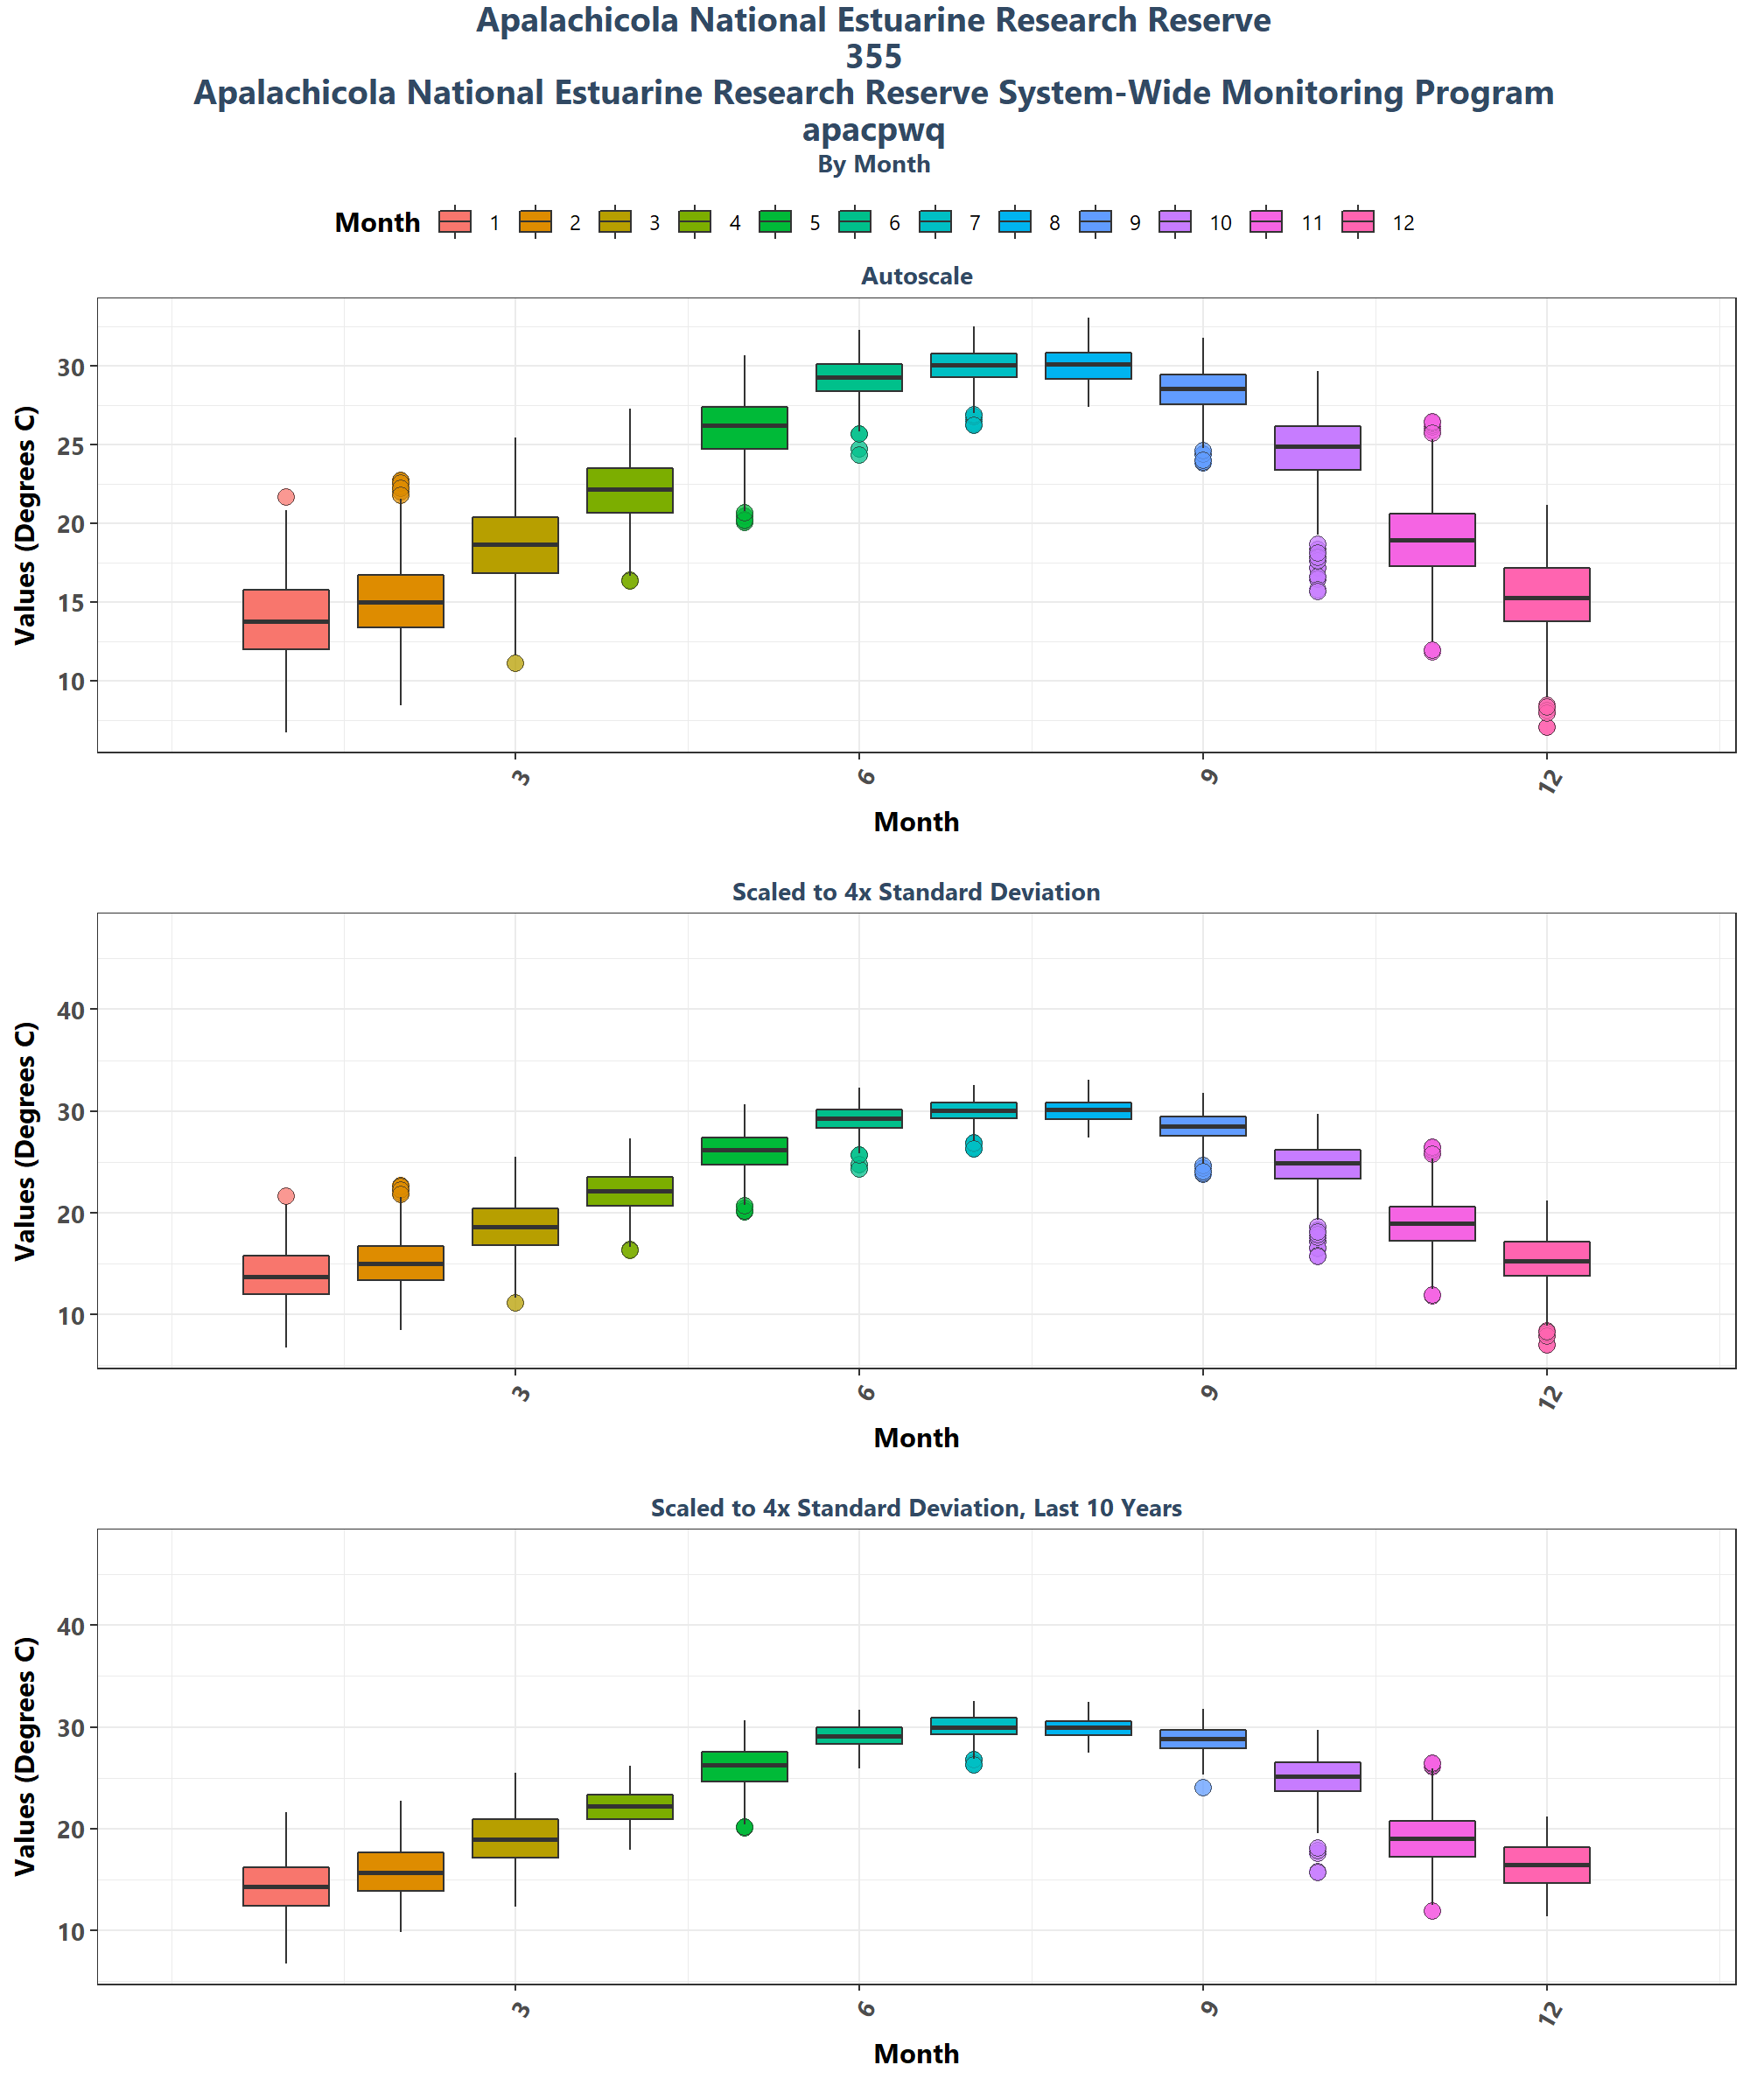 Apalachicola National Estuarine Research Reserve
355
Apalachicola National Estuarine Research Reserve System-Wide Monitoring Program
apacpwq
By Month
Month 1 2 3 4 5 6 7 8 9 10 11 12
Autoscale
Values (Degrees C)
30
25
20
15
10
3 6 9 12
Month
Scaled to 4x Standard Deviation
Values (Degrees C)
40
30
20
10
3 6 9 12
Month
Scaled to 4x Standard Deviation, Last 10 Years
Values (Degrees C)
40
30
20
10
3 6 9 12
Month